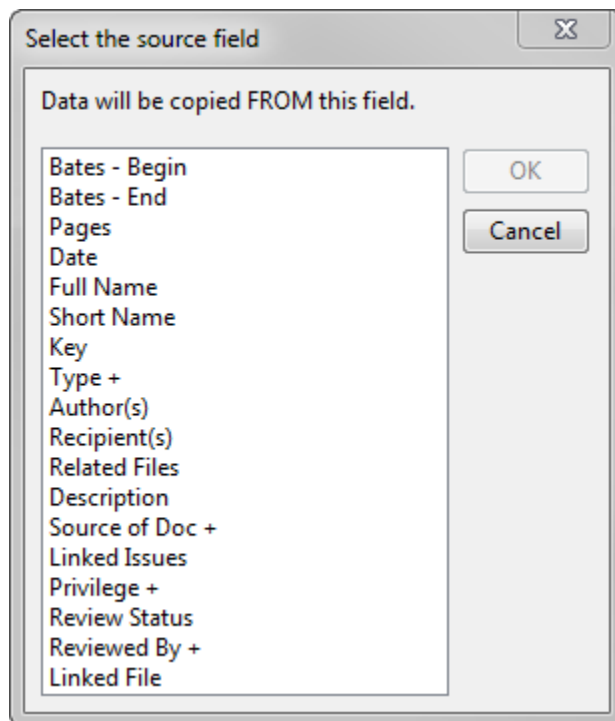 Select the source field
Data will be copied FROM this field.
Bates - Begin
Bates - End
Pages
Date
Full Name
Short Name
Key
Type +
Author(s)
Recipient(s)
Related Files
Description
Source of Doc +
Linked Issues
Privilege +
Review Status
Reviewed By +
Linked File
OK
Cancel